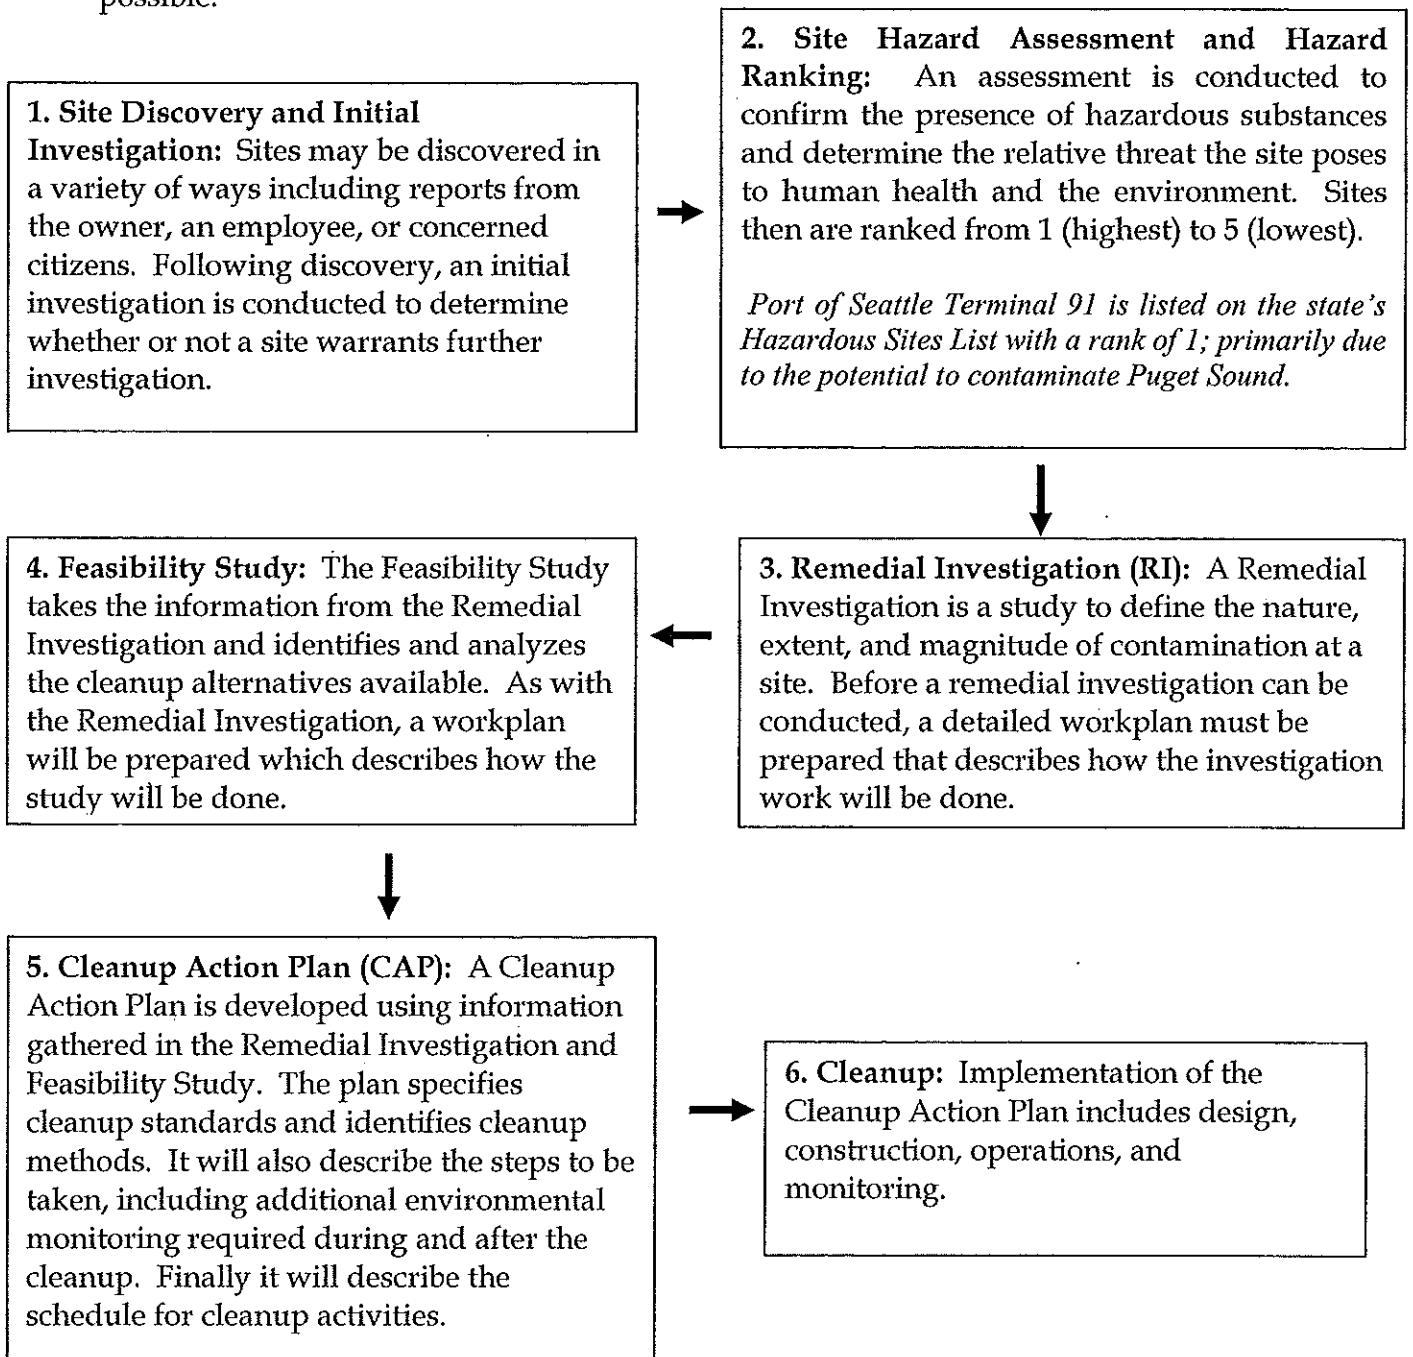 possible.
1. Site Discovery and Initial
Investigation: Sites may be discovered in
a variety of ways including reports from
the owner, an employee, or concerned
citizens. Following discovery, an initial
investigation is conducted to determine
whether or not a site warrants further
investigation.
2. Site Hazard Assessment and Hazard
Ranking: An assessment is conducted to
confirm the presence of hazardous substances
and determine the relative threat the site poses
to human health and the environment. Sites
then are ranked from 1 (highest) to 5 (lowest).
Port of Seattle Terminal 91 is listed on the state's
Hazardous Sites List with a rank of 1; primarily due
to the potential to contaminate Puget Sound.
3. Remedial Investigation (RI): A Remedial
Investigation is a study to define the nature,
extent, and magnitude of contamination at a
site. Before a remedial investigation can be
conducted, a detailed workplan must be
prepared that describes how the investigation
work will be done.
4. Feasibility Study: The Feasibility Study
takes the information from the Remedial
Investigation and identifies and analyzes
the cleanup alternatives available. As with
the Remedial Investigation, a workplan
will be prepared which describes how the
study will be done.
5. Cleanup Action Plan (CAP): A Cleanup
Action Plan is developed using information
gathered in the Remedial Investigation and
Feasibility Study. The plan specifies
cleanup standards and identifies cleanup
methods. It will also describe the steps to be
taken, including additional environmental
monitoring required during and after the
cleanup. Finally it will describe the
schedule for cleanup activities.
6. Cleanup: Implementation of the
Cleanup Action Plan includes design,
construction, operations, and
monitoring.